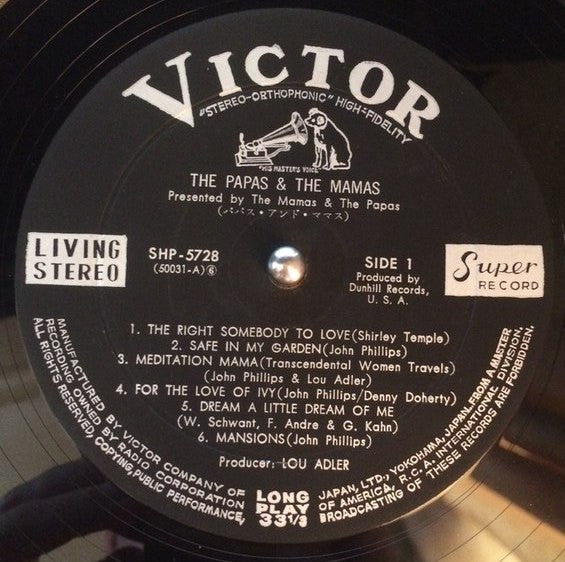 VICTOR
"STEREO-ORTHOPHONIC" HIGH-FIDELITY
"HIS MASTER'S VOICE"
THE PAPAS & THE MAMAS
Presented by The Mamas & The Papas
(パパス・アンド・ママス)
LIVING
STEREO
SHP-5728
(50031-A)⑥
SIDE 1
Produced by
Dunhill Records,
U. S. A.
Super
RECORD
1. THE RIGHT SOMEBODY TO LOVE(Shirley Temple)
2. SAFE IN MY GARDEN(John Phillips)
3. MEDITATION MAMA(Transcendental Women Travels)
(John Phillips & Lou Adler)
4. FOR THE LOVE OF IVY(John Phillips/Denny Doherty)
5. DREAM A LITTLE DREAM OF ME
(W. Schwant, F. Andre & G. Kahn)
6. MANSIONS(John Phillips)
Producer: LOU ADLER
MANUFACTURED BY VICTOR COMPANY OF JAPAN, LTD., YOKOHAMA, JAPAN, FROM A MASTER
RECORDING OWNED BY RADIO CORPORATION OF AMERICA, R.C.A. INTERNATIONAL DIVISION.
ALL RIGHTS RESERVED, COPYING, PUBLIC PERFORMANCE, BROADCASTING OF THESE RECORDS ARE FORBIDDEN.
LONG
PLAY
33 1/3